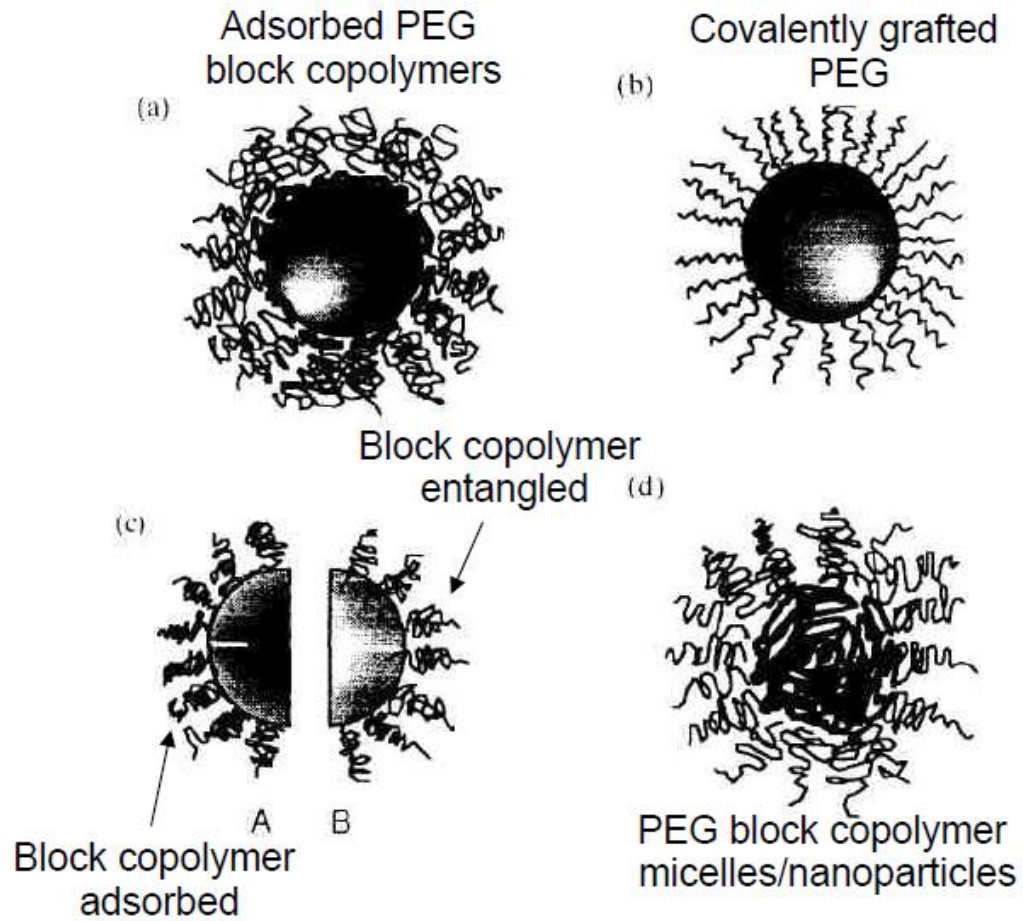 Adsorbed PEG
block copolymers
(a)
Covalently grafted
PEG
(b)
Block copolymer
entangled
(c)
(d)
A
B
Block copolymer
adsorbed
PEG block copolymer
micelles/nanoparticles